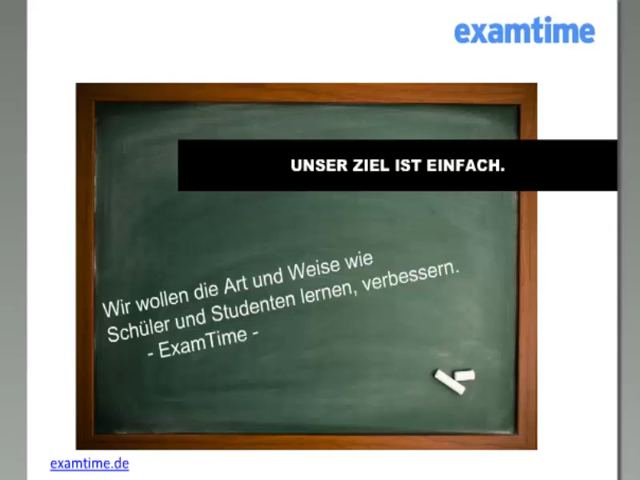 examtime
UNSER ZIEL IST EINFACH.
Wir wollen die Art und Weise wie
Schüler und Studenten lernen, verbessern.
- ExamTime -
examtime.de